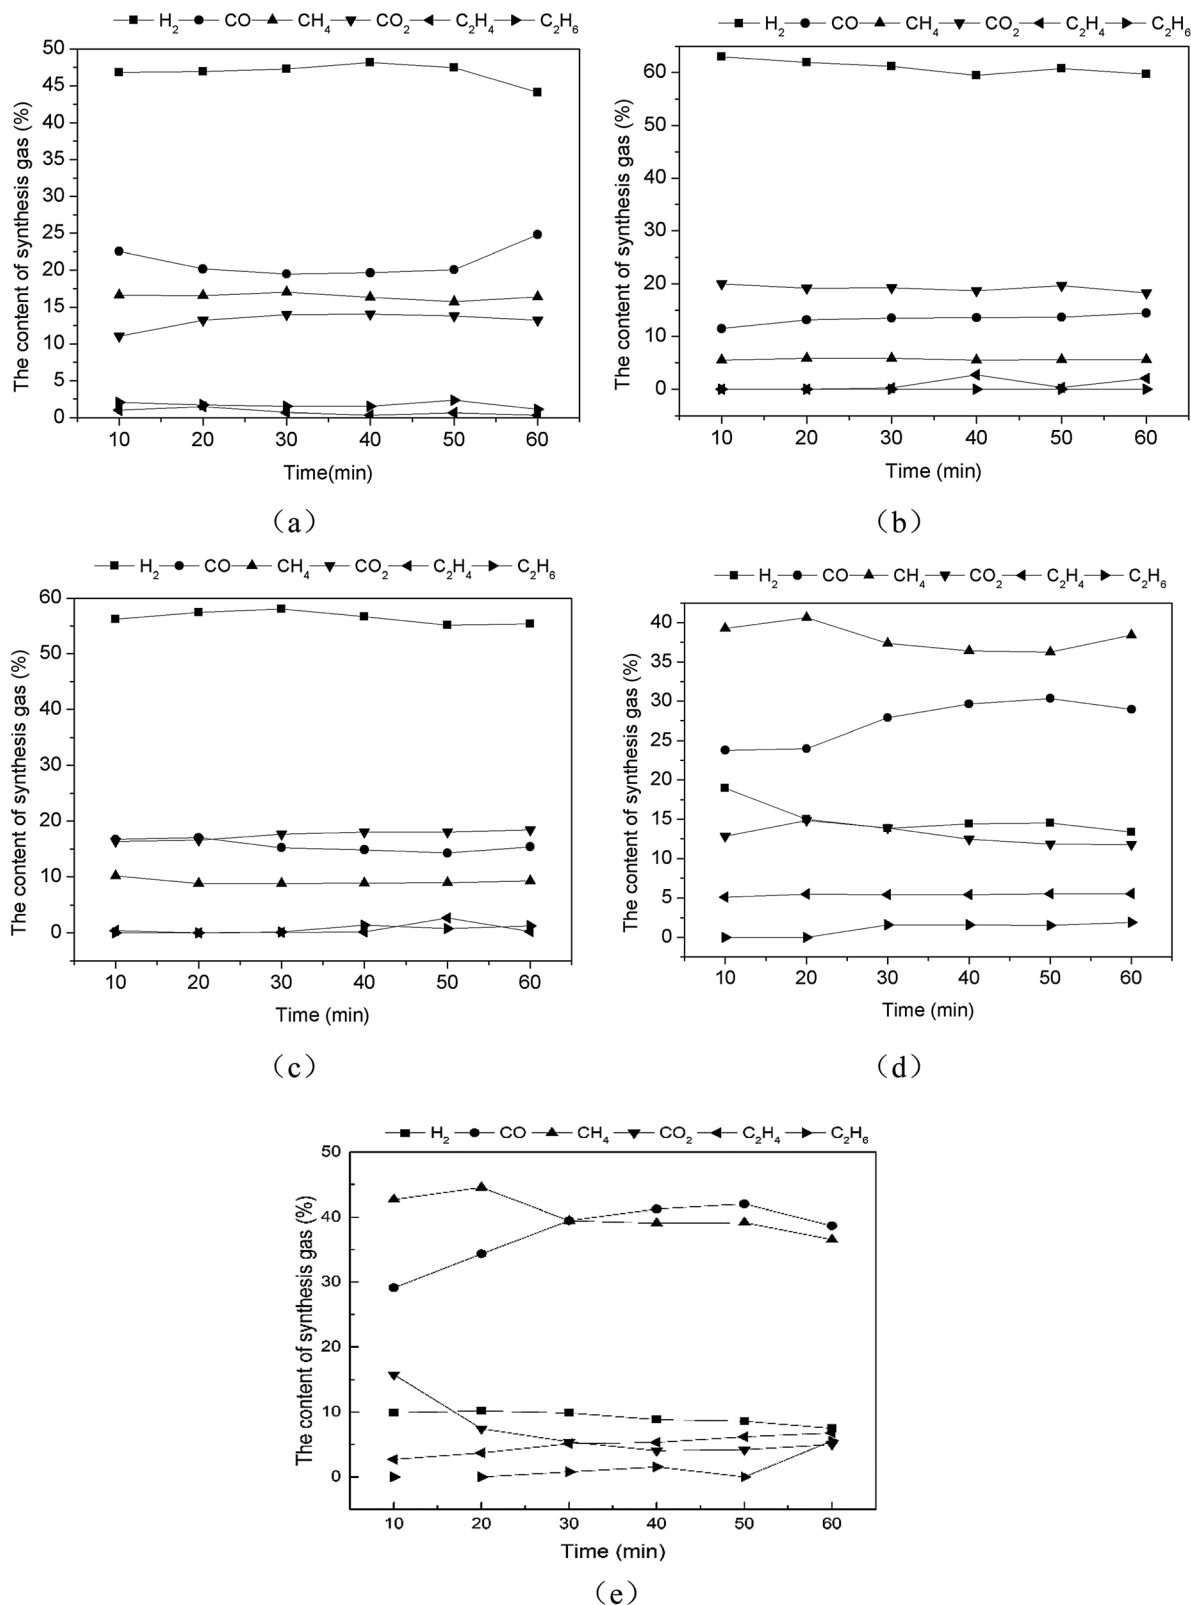 H2 CO CH4 CO2 C2H4 C2H6
The content of synthesis gas (%)
50
45
40
35
30
25
20
15
10
5
0
10 20 30 40 50 60
Time(min)
(a)
H2 CO CH4 CO2 C2H4 C2H6
The content of synthesis gas (%)
60
50
40
30
20
10
0
10 20 30 40 50 60
Time (min)
(b)
H2 CO CH4 CO2 C2H4 C2H6
The content of synthesis gas (%)
60
50
40
30
20
10
0
10 20 30 40 50 60
Time (min)
(c)
H2 CO CH4 CO2 C2H4 C2H6
The content of synthesis gas (%)
40
35
30
25
20
15
10
5
0
10 20 30 40 50 60
Time (min)
(d)
H2 CO CH4 CO2 C2H4 C2H6
The content of synthesis gas (%)
50
40
30
20
10
0
10 20 30 40 50 60
Time (min)
(e)